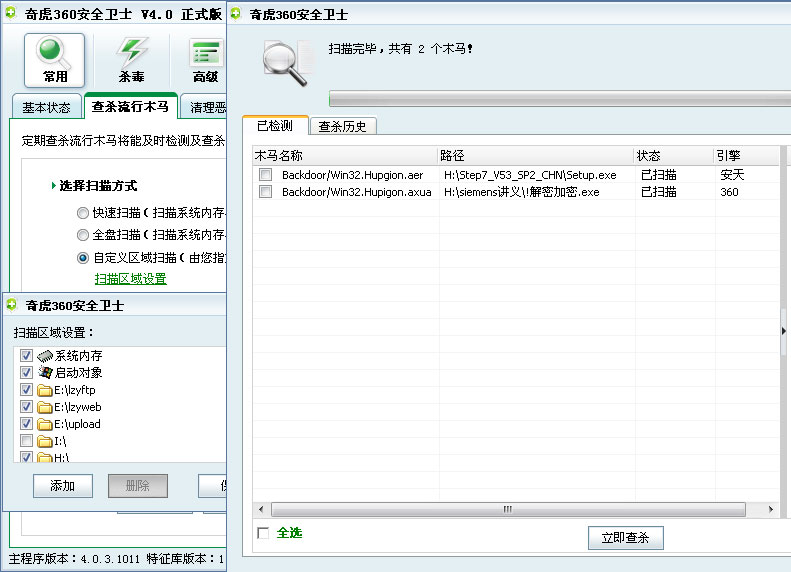 奇虎360安全卫士 V4.0 正式版
常用
杀毒
高级
基本状态
查杀流行木马
清理恶
定期查杀流行木马将能及时检测及查杀
选择扫描方式
快速扫描(扫描系统内存
全盘扫描(扫描系统内存
自定义区域扫描(由您指
扫描区域设置
奇虎360安全卫士
扫描区域设置：
系统内存
启动对象
E:\lzyftp
E:\lzyweb
E:\upload
I:\
H:\
添加
删除
主程序版本：4.0.3.1011 特征库版本：1
奇虎360安全卫士
扫描完毕，共有 2 个木马!
已检测
查杀历史
木马名称 路径 状态 引擎
Backdoor/Win32.Hupgion.aer H:\Step7_V53_SP2_CHN\Setup.exe 已扫描 安天
Backdoor/Win32.Hupigon.axua H:\siemens讲义\!解密加密.exe 已扫描 360
全选
立即查杀